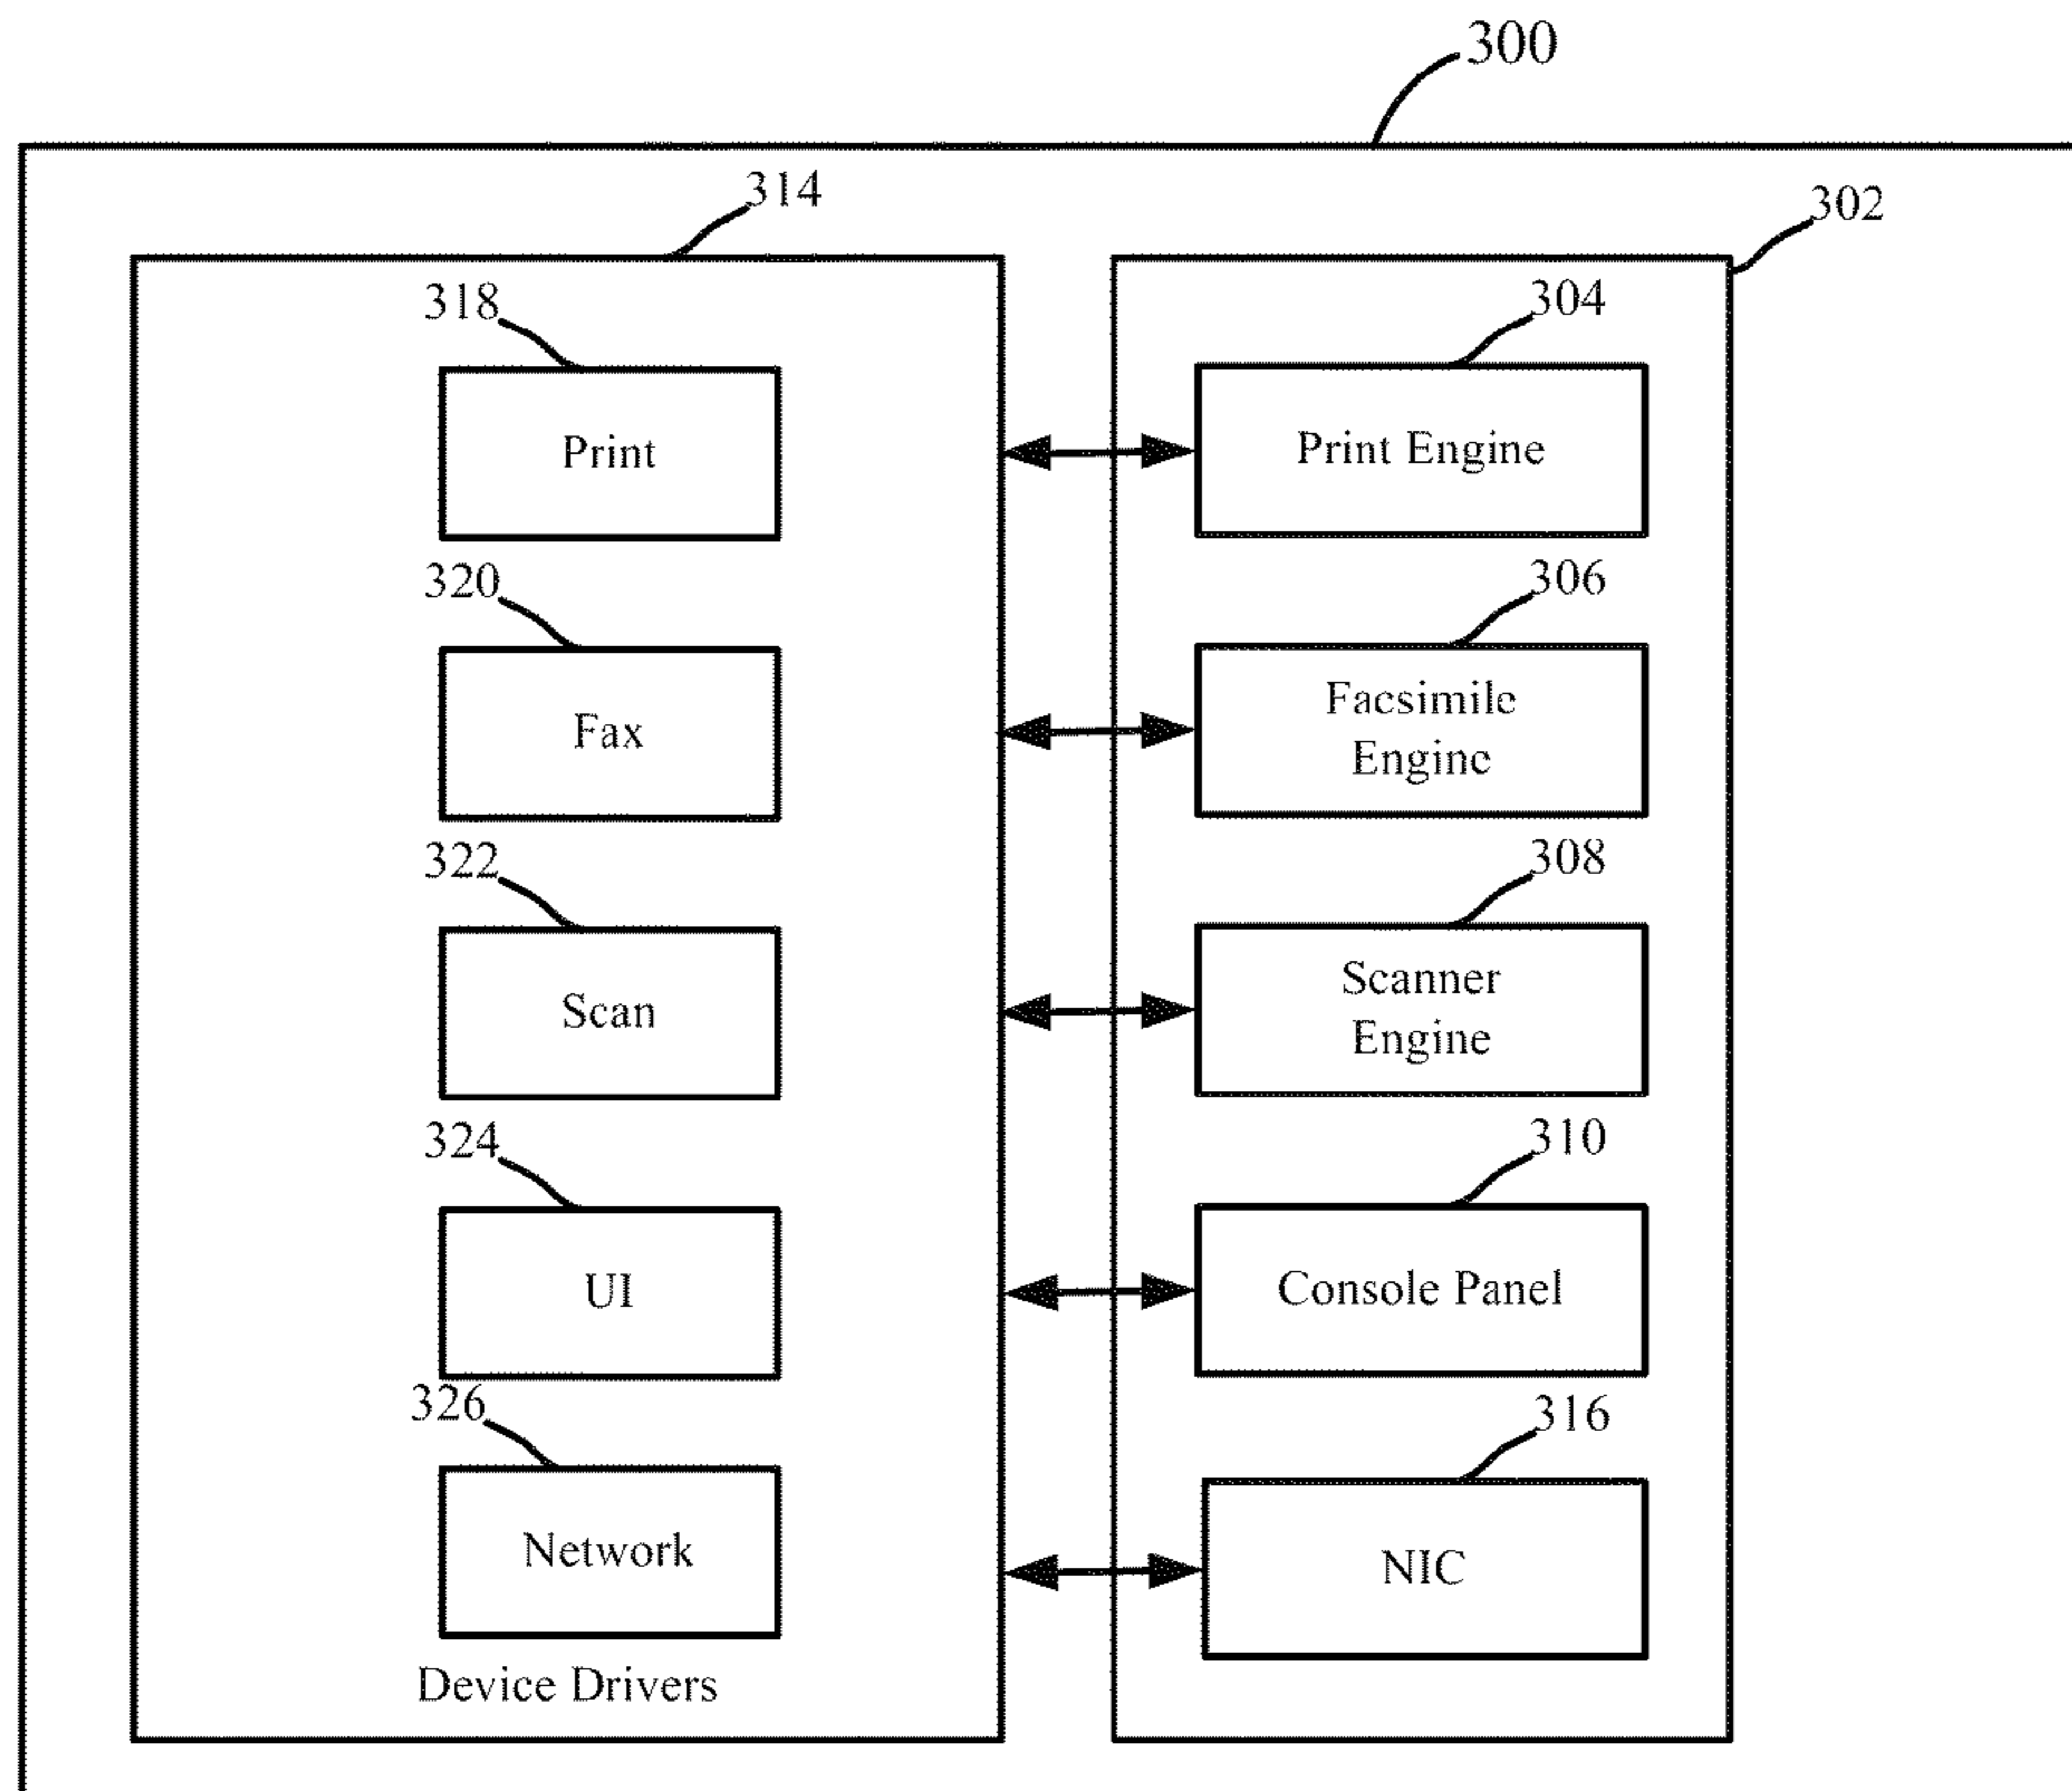 300
314
302
318
304
Print
Print Engine
320
306
Fax
Facsimile
Engine
322
308
Scan
Scanner
Engine
324
310
UI
Console Panel
326
316
Network
NIC
Device Drivers